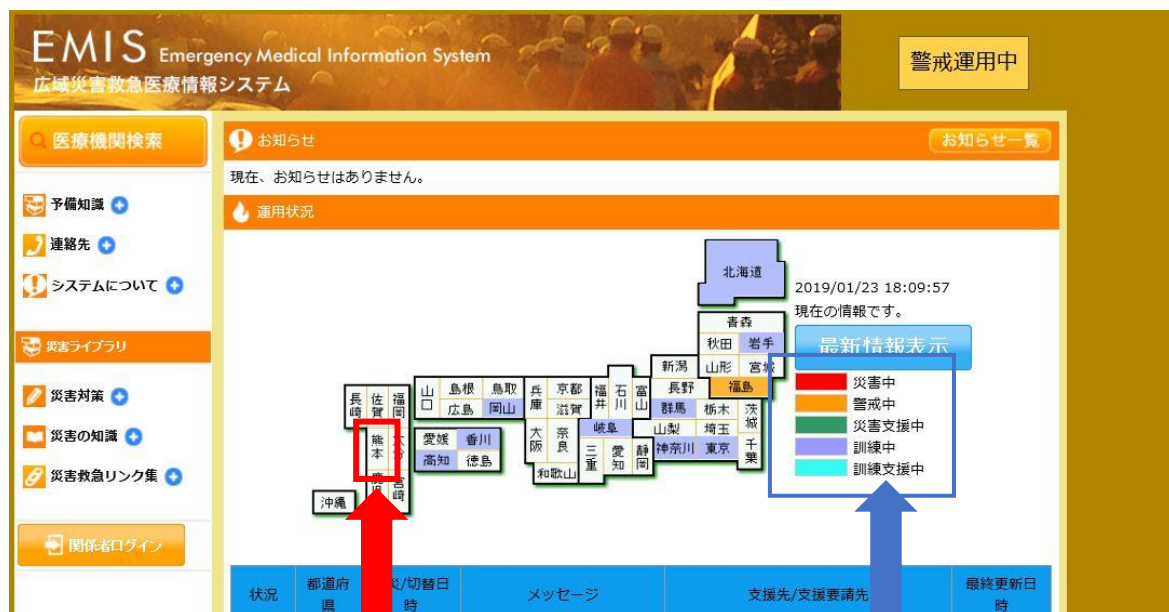 EMIS Emergency Medical Information System
広域災害救急医療情報システム
警戒運用中
医療機関検索
予備知識
連絡先
システムについて
災害ライブラリ
災害対策
災害の知識
災害救急リンク集
関係者ログイン
お知らせ
お知らせ一覧
現在、お知らせはありません。
運用状況
北海道
2019/01/23 18:09:57
現在の情報です。
最新情報表示
災害中
警戒中
災害支援中
訓練中
訓練支援中
青森
秋田 岩手
新潟 山形 宮城
長野 福島
群馬 栃木 茨城
山梨 埼玉
神奈川 東京 千葉
富山
石川
福井
岐阜
静岡
愛知
三重
京都
滋賀
兵庫
大阪
奈良
和歌山
鳥取
島根
岡山
広島
山口
愛媛 香川
高知 徳島
福岡
佐賀
長崎
熊本
宮崎
沖縄
状況
都道府県
/切替日時
メッセージ
支援先/支援要請先
最終更新日時